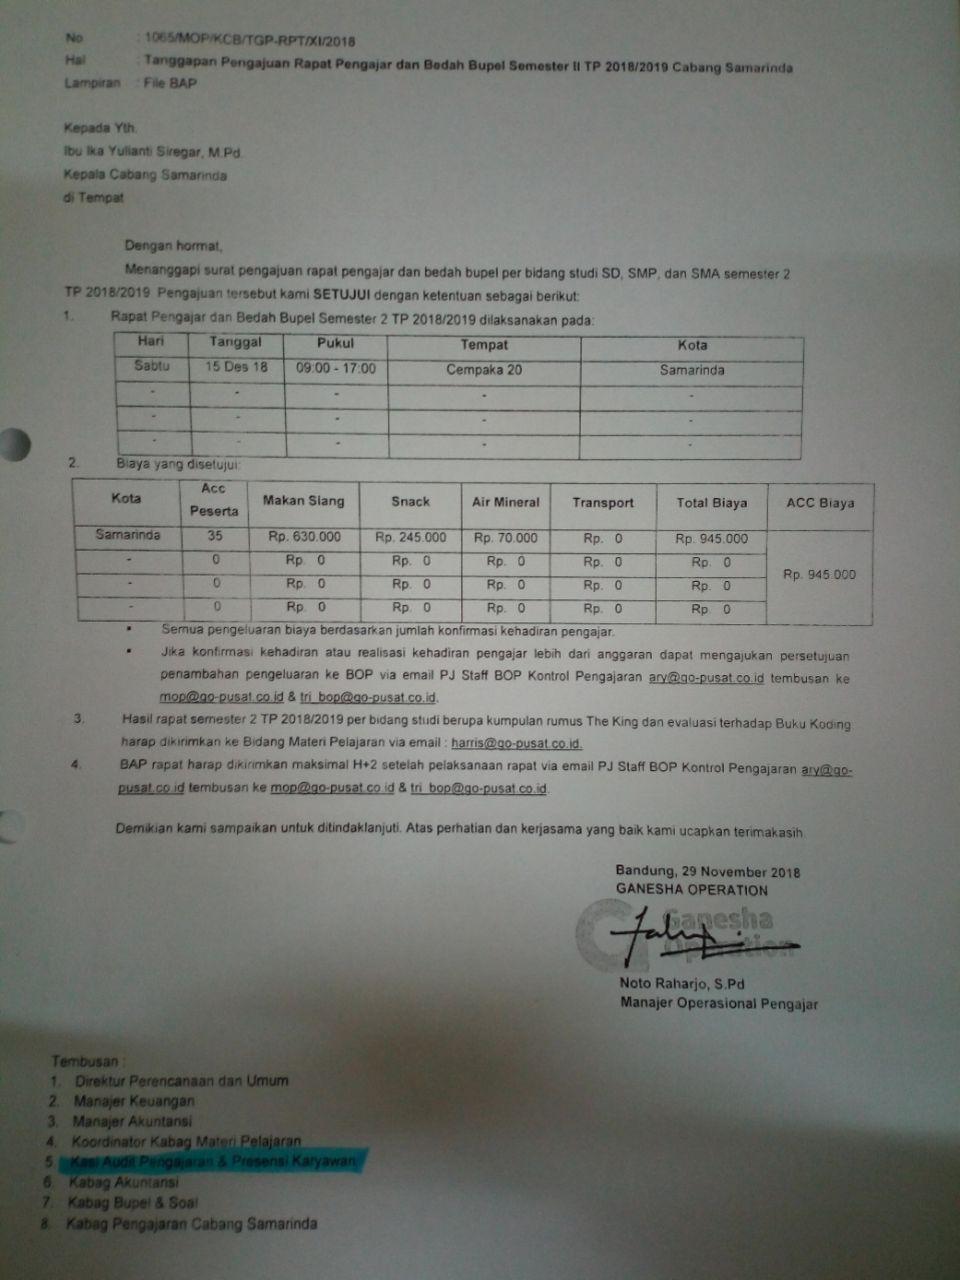 No : 1065/MOP/KCB/TGP-RPT/XI/2018
Hal : Tanggapan Pengajuan Rapat Pengajar dan Bedah Bupel Semester II TP 2018/2019 Cabang Samarinda
Lampiran : File BAP
Kepada Yth.
Ibu Ika Yulianti Siregar, M.Pd.
Kepala Cabang Samarinda
di Tempat
Dengan hormat,
Menanggapi surat pengajuan rapat pengajar dan bedah bupel per bidang studi SD, SMP, dan SMA semester 2
TP 2018/2019 Pengajuan tersebut kami SETUJUI dengan ketentuan sebagai berikut:
1. Rapat Pengajar dan Bedah Bupel Semester 2 TP 2018/2019 dilaksanakan pada:
Hari Tanggal Pukul Tempat Kota
Sabtu 15 Des 18 09:00 - 17:00 Cempaka 20 Samarinda
- - - - -
- - - - -
- - - - -
2. Biaya yang disetujui:
Kota Acc Peserta Makan Siang Snack Air Mineral Transport Total Biaya ACC Biaya
Samarinda 35 Rp. 630.000 Rp. 245.000 Rp. 70.000 Rp. 0 Rp. 945.000 Rp. 945.000
- 0 Rp. 0 Rp. 0 Rp. 0 Rp. 0 Rp. 0
- 0 Rp. 0 Rp. 0 Rp. 0 Rp. 0 Rp. 0
- 0 Rp. 0 Rp. 0 Rp. 0 Rp. 0 Rp. 0
▪ Semua pengeluaran biaya berdasarkan jumlah konfirmasi kehadiran pengajar.
▪ Jika konfirmasi kehadiran atau realisasi kehadiran pengajar lebih dari anggaran dapat mengajukan persetujuan
penambahan pengeluaran ke BOP via email PJ Staff BOP Kontrol Pengajaran ary@go-pusat.co.id tembusan ke
mop@go-pusat.co.id & tri_bop@go-pusat.co.id.
3. Hasil rapat semester 2 TP 2018/2019 per bidang studi berupa kumpulan rumus The King dan evaluasi terhadap Buku Koding
harap dikirimkan ke Bidang Materi Pelajaran via email : harris@go-pusat.co.id.
4. BAP rapat harap dikirimkan maksimal H+2 setelah pelaksanaan rapat via email PJ Staff BOP Kontrol Pengajaran ary@go-
pusat.co.id tembusan ke mop@go-pusat.co.id & tri_bop@go-pusat.co.id.
Demikian kami sampaikan untuk ditindaklanjuti. Atas perhatian dan kerjasama yang baik kami ucapkan terimakasih.
Bandung, 29 November 2018
GANESHA OPERATION
Ganesha
Operation
Noto Raharjo, S.Pd
Manajer Operasional Pengajar
Tembusan :
1. Direktur Perencanaan dan Umum
2. Manajer Keuangan
3. Manajer Akuntansi
4. Koordinator Kabag Materi Pelajaran
5. Kasi Audit Pengajaran & Presensi Karyawan
6. Kabag Akuntansi
7. Kabag Bupel & Soal
8. Kabag Pengajaran Cabang Samarinda